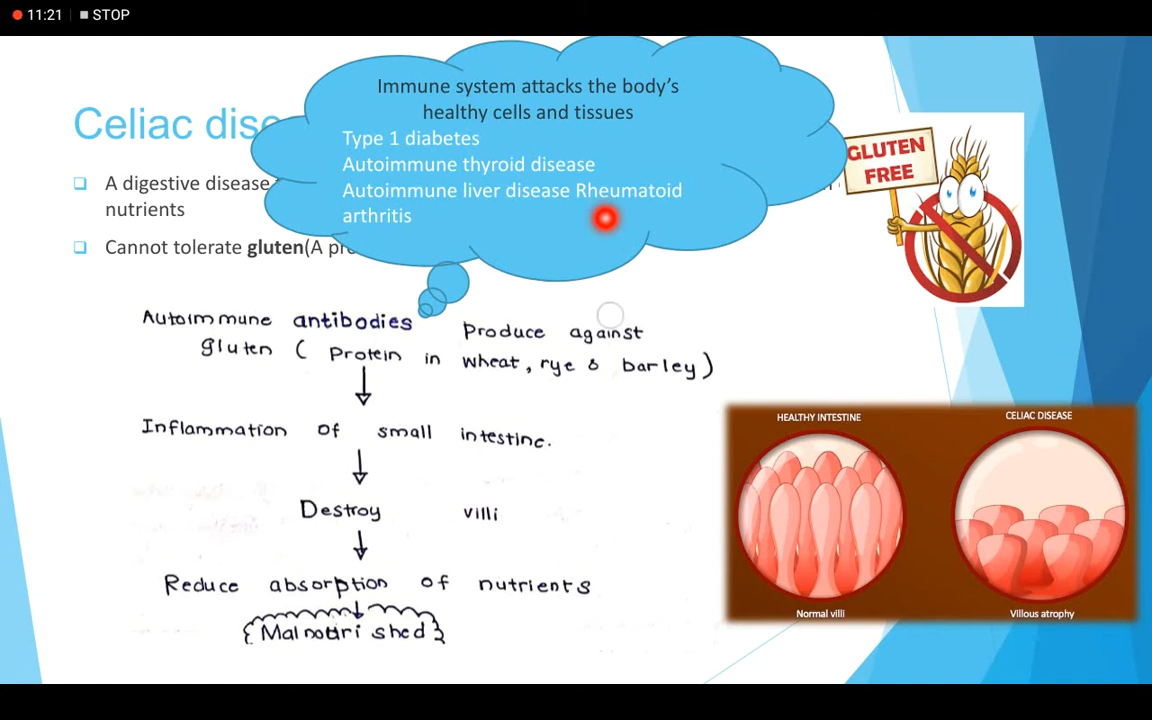 11:21 STOP
Immune system attacks the body's
healthy cells and tissues
Type 1 diabetes
Autoimmune thyroid disease
Autoimmune liver disease Rheumatoid
arthritis
Celiac dise
A digestive disease
nutrients
Cannot tolerate gluten(A pro
GLUTEN
FREE
Autoimmune antibodies Produce against
gluten ( Protein in wheat, rye & barley)
Inflammation of small intestine.
Destroy villi
Reduce absorption of nutrients
{Malnourished}
HEALTHY INTESTINE
CELIAC DISEASE
Normal villi
Villous atrophy